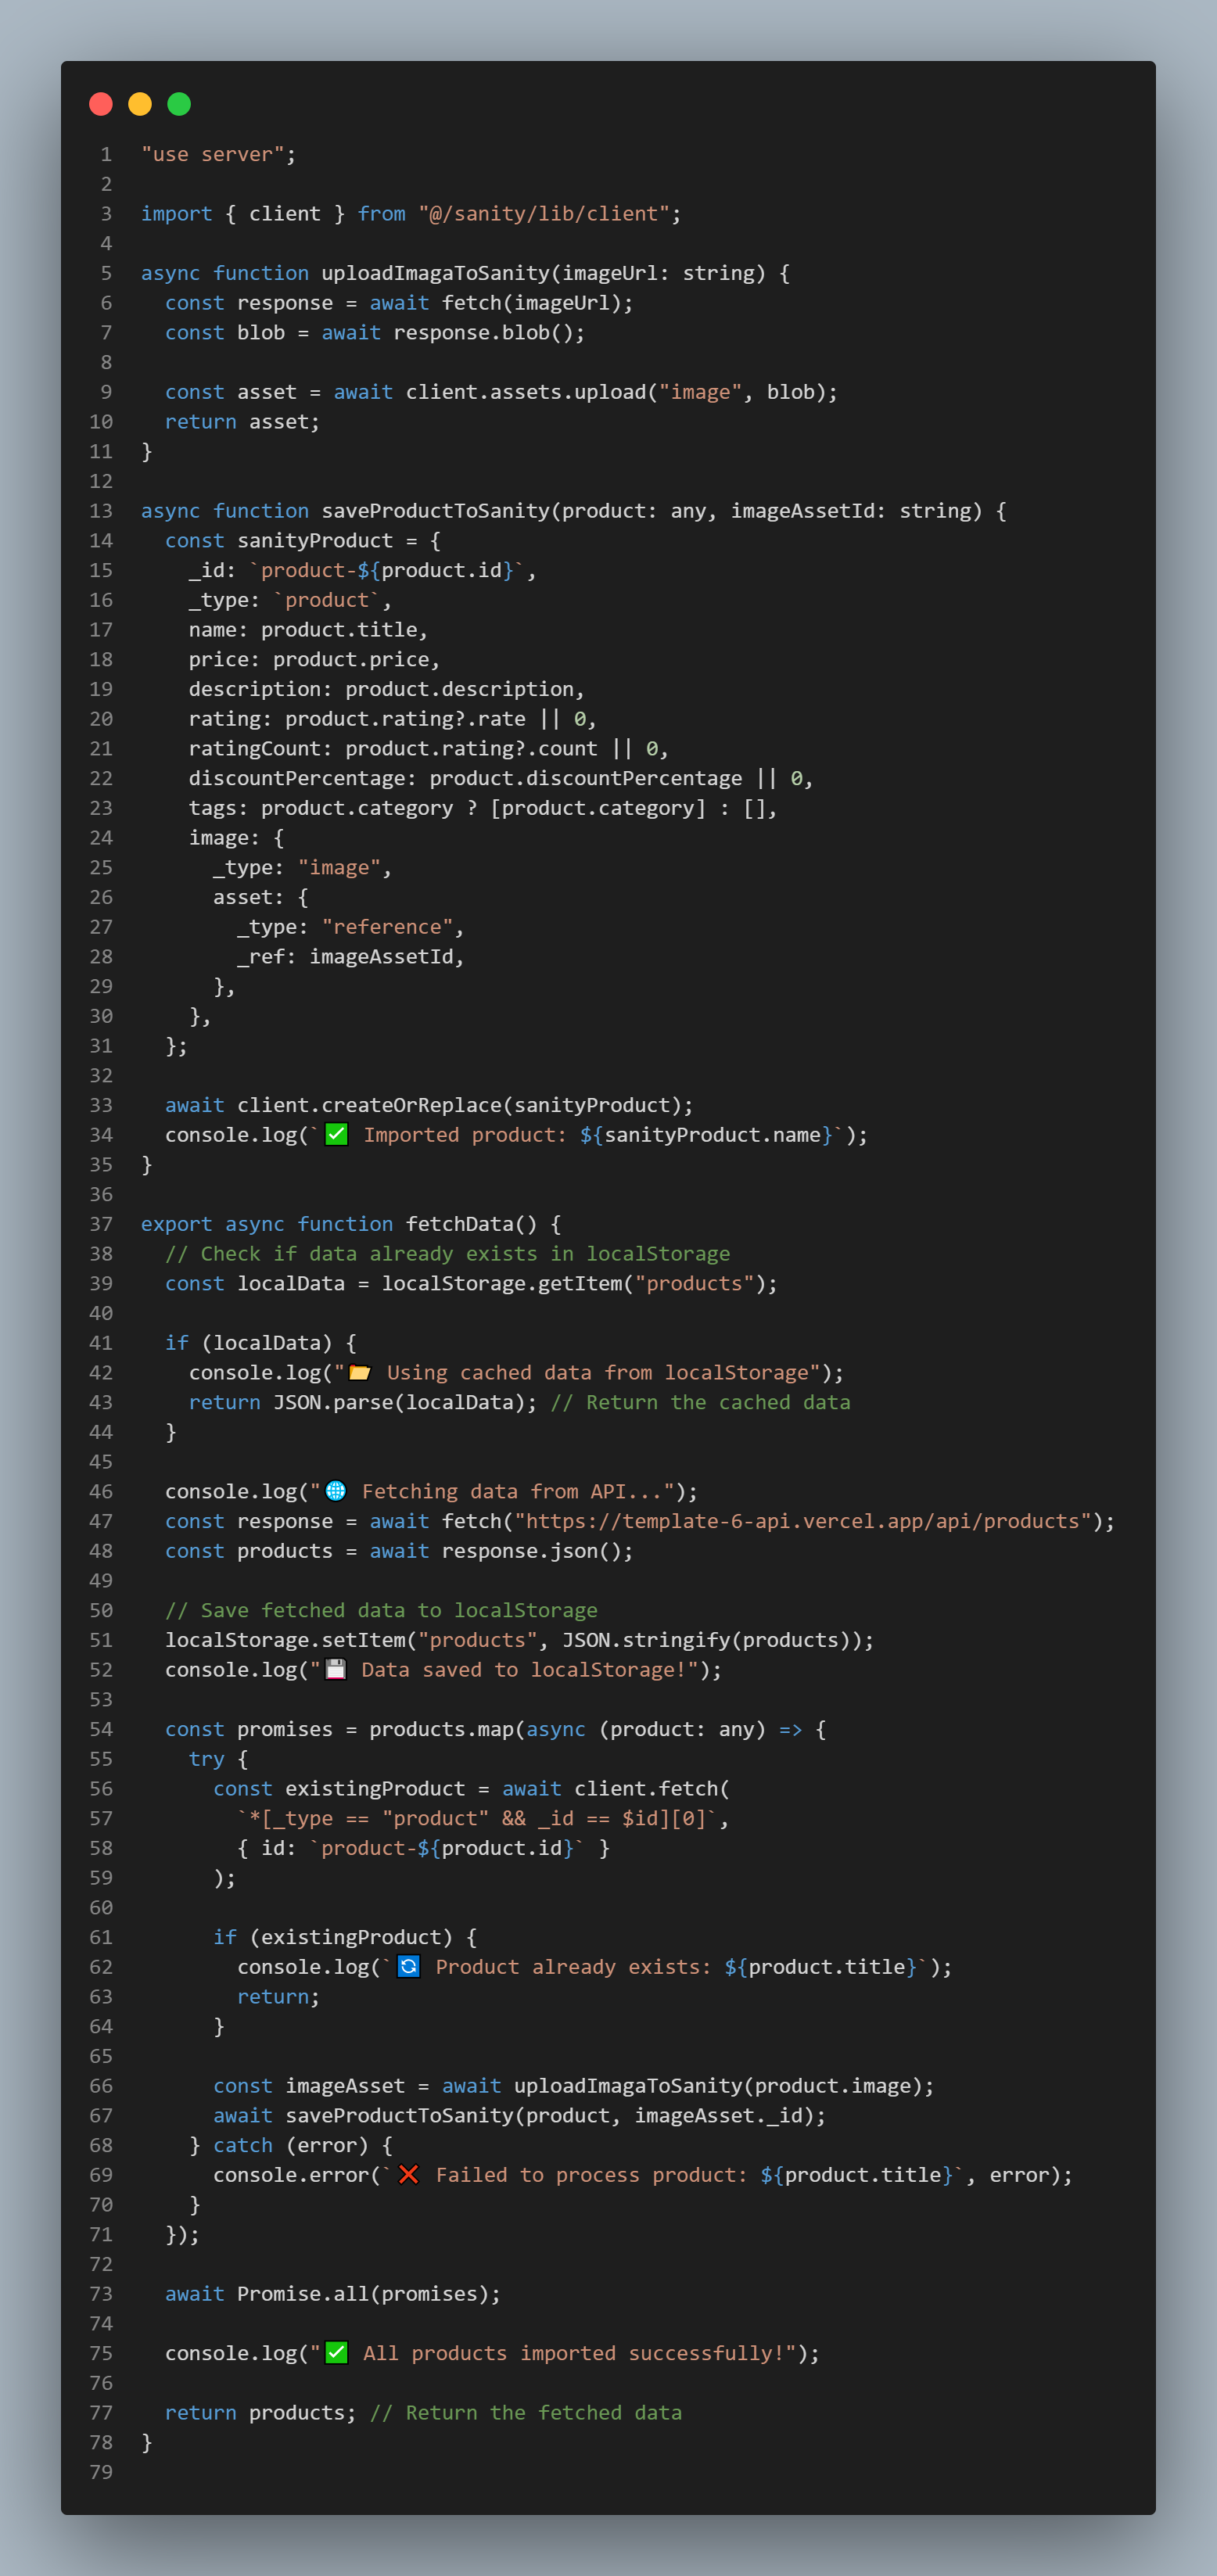 1 "use server";
2
3 import { client } from "@/sanity/lib/client";
4
5 async function uploadImagaToSanity(imageUrl: string) {
6   const response = await fetch(imageUrl);
7   const blob = await response.blob();
8
9   const asset = await client.assets.upload("image", blob);
10   return asset;
11 }
12
13 async function saveProductToSanity(product: any, imageAssetId: string) {
14   const sanityProduct = {
15     _id: `product-${product.id}`,
16     _type: `product`,
17     name: product.title,
18     price: product.price,
19     description: product.description,
20     rating: product.rating?.rate || 0,
21     ratingCount: product.rating?.count || 0,
22     discountPercentage: product.discountPercentage || 0,
23     tags: product.category ? [product.category] : [],
24     image: {
25       _type: "image",
26       asset: {
27         _type: "reference",
28         _ref: imageAssetId,
29       },
30     },
31   };
32
33   await client.createOrReplace(sanityProduct);
34   console.log(`✅ Imported product: ${sanityProduct.name}`);
35 }
36
37 export async function fetchData() {
38   // Check if data already exists in localStorage
39   const localData = localStorage.getItem("products");
40
41   if (localData) {
42     console.log("📂 Using cached data from localStorage");
43     return JSON.parse(localData); // Return the cached data
44   }
45
46   console.log("🌐 Fetching data from API...");
47   const response = await fetch("https://template-6-api.vercel.app/api/products");
48   const products = await response.json();
49
50   // Save fetched data to localStorage
51   localStorage.setItem("products", JSON.stringify(products));
52   console.log("💾 Data saved to localStorage!");
53
54   const promises = products.map(async (product: any) => {
55     try {
56       const existingProduct = await client.fetch(
57         `*[_type == "product" && _id == $id][0]`,
58         { id: `product-${product.id}` }
59       );
60
61       if (existingProduct) {
62         console.log(`🔄 Product already exists: ${product.title}`);
63         return;
64       }
65
66       const imageAsset = await uploadImagaToSanity(product.image);
67       await saveProductToSanity(product, imageAsset._id);
68     } catch (error) {
69       console.error(`❌ Failed to process product: ${product.title}`, error);
70     }
71   });
72
73   await Promise.all(promises);
74
75   console.log("✅ All products imported successfully!");
76
77   return products; // Return the fetched data
78 }
79